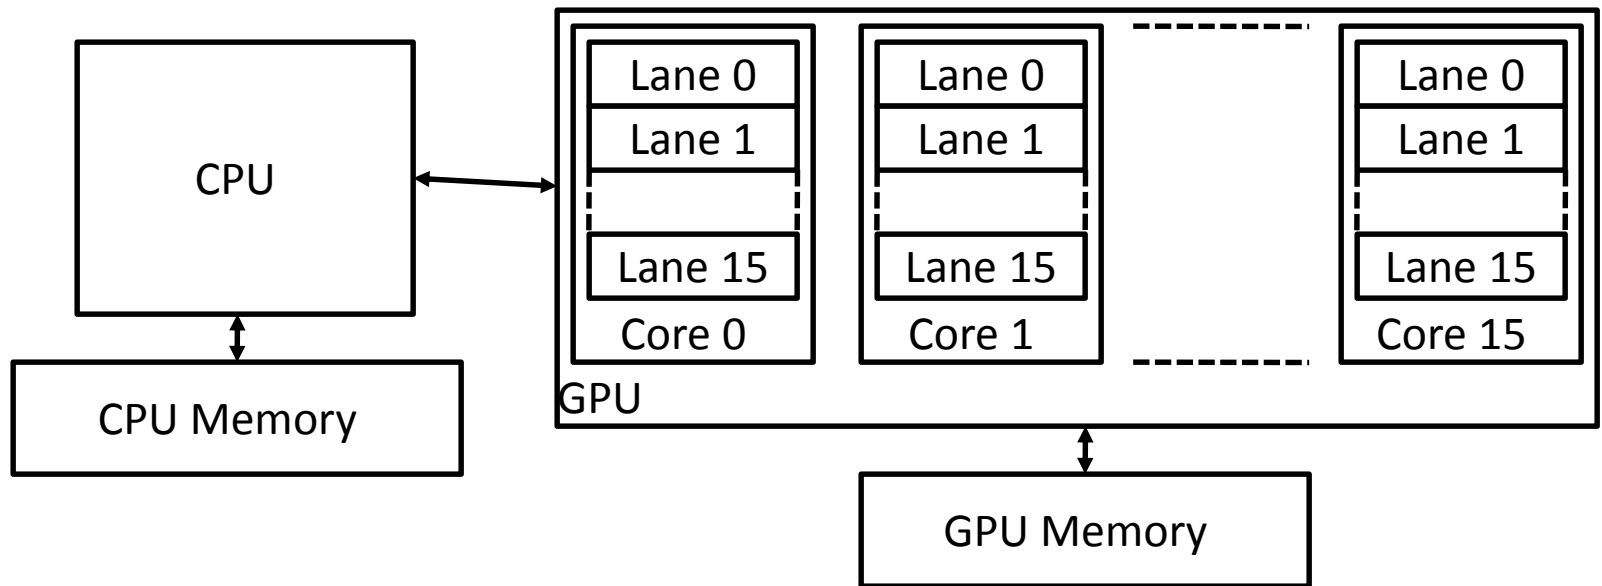 CPU
CPU Memory
Lane 0
Lane 1
Lane 15
Core 0
Lane 0
Lane 1
Lane 15
Core 1
Lane 0
Lane 1
Lane 15
Core 15
GPU
GPU Memory